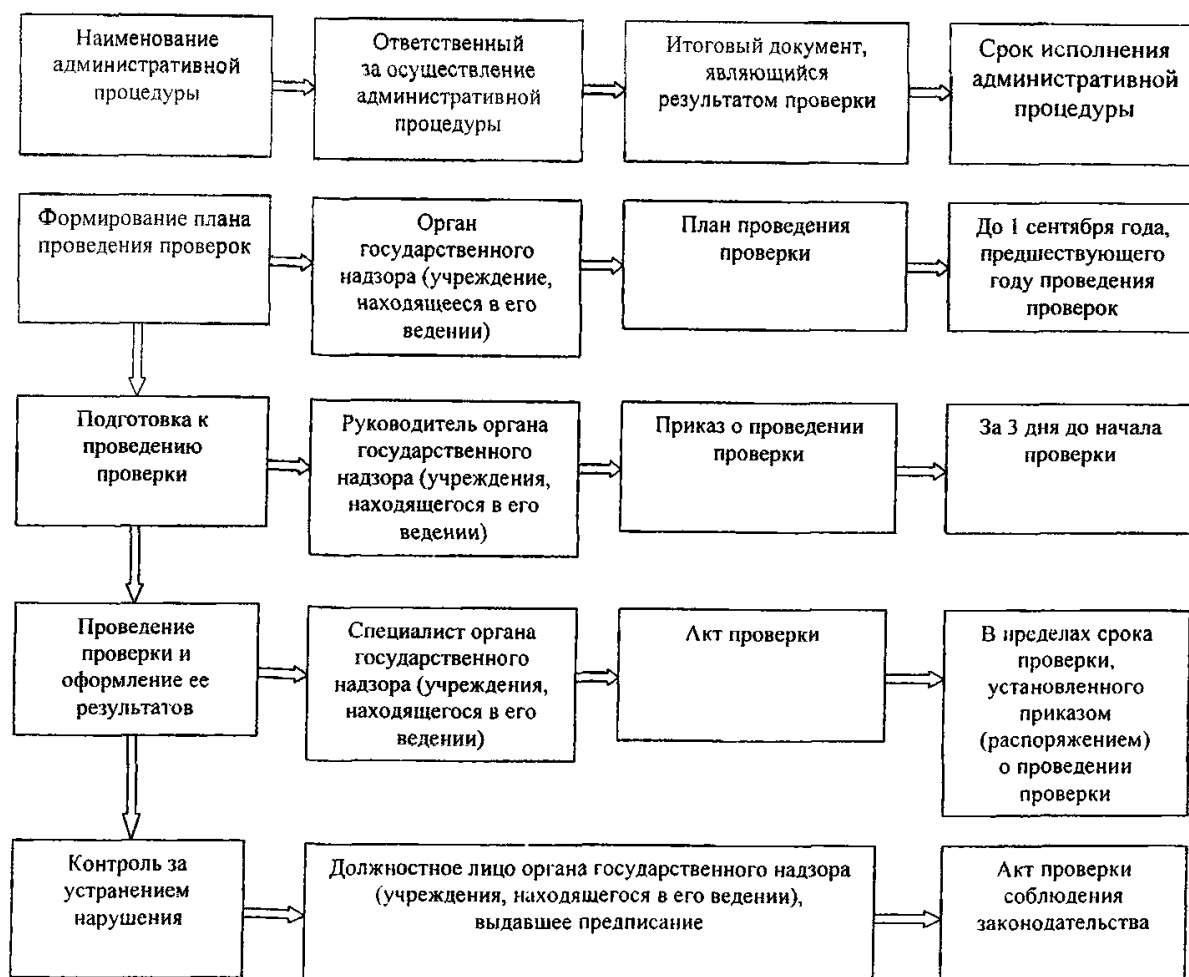 Наименование
административной
процедуры
Ответственный
за осуществление
административной
процедуры
Итоговый документ,
являющийся
результатом проверки
Срок исполнения
административной
процедуры
Формирование плана
проведения проверок
Орган
государственного
надзора (учреждение,
находящееся в его
ведении)
План проведения
проверки
До 1 сентября года,
предшествующего
году проведения
проверок
Подготовка к
проведению
проверки
Руководитель органа
государственного
надзора (учреждения,
находящегося в его
ведении)
Приказ о проведении
проверки
За 3 дня до начала
проверки
Проведение
проверки и
оформление ее
результатов
Специалист органа
государственного
надзора (учреждения,
находящегося в его
ведении)
Акт проверки
В пределах срока
проверки,
установленного
приказом
(распоряжением)
о проведении
проверки
Контроль за
устранением
нарушения
Должностное лицо органа государственного надзора
(учреждения, находящегося в его ведении),
выдавшее предписание
Акт проверки
соблюдения
законодательства